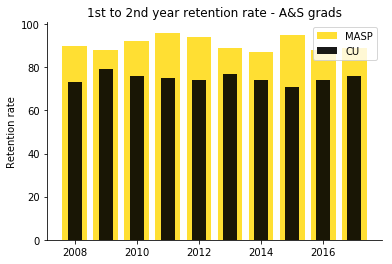 1st to 2nd year retention rate - A&S grads
MASP
CU
Retention rate
100
80
60
40
20
0
2008
2010
2012
2014
2016